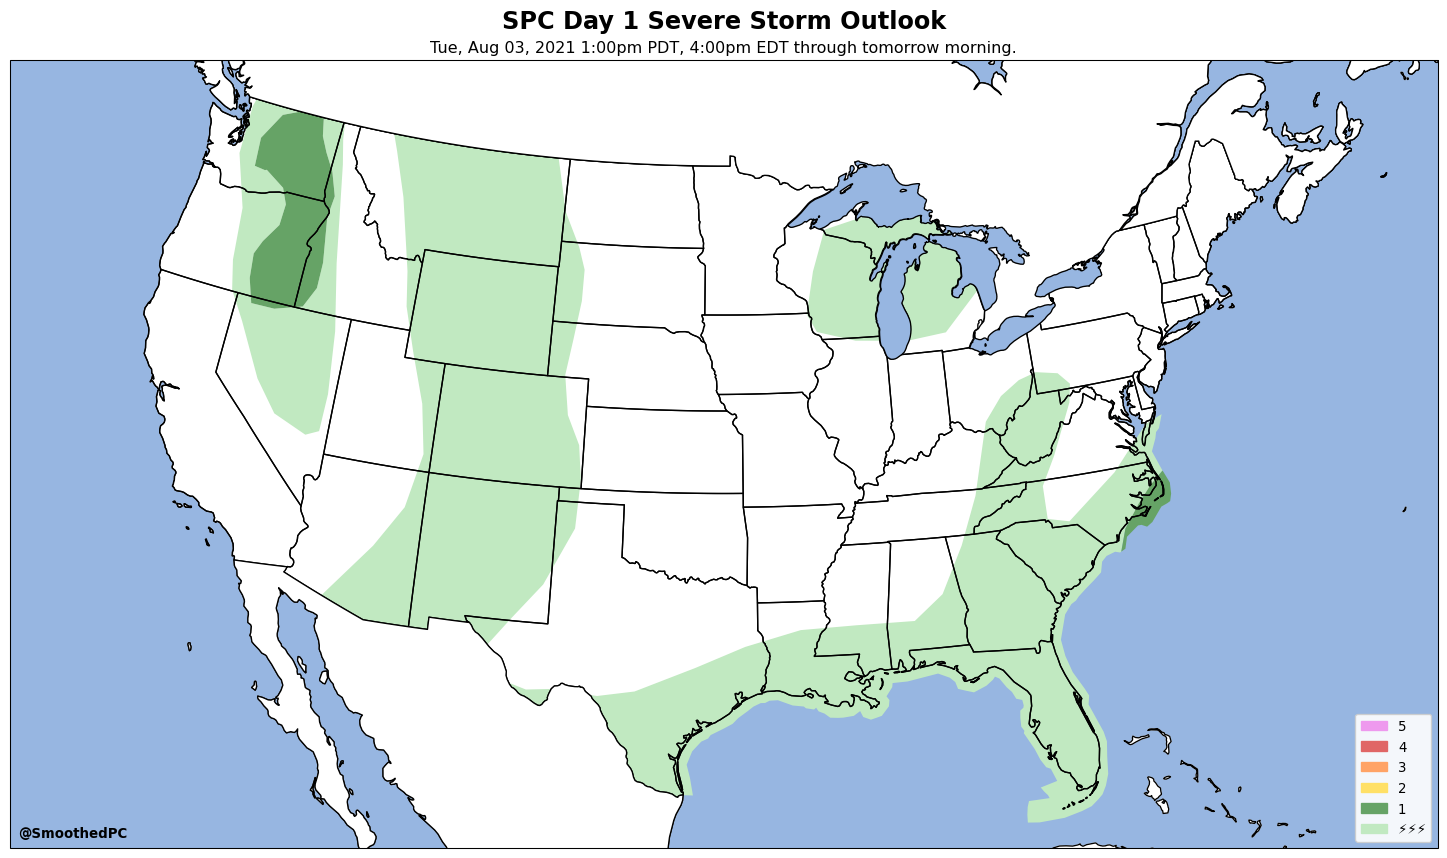 SPC Day 1 Severe Storm Outlook
Tue, Aug 03, 2021 1:00pm PDT, 4:00pm EDT through tomorrow morning.
5
4
3
2
1
⚡⚡⚡
@SmoothedPC